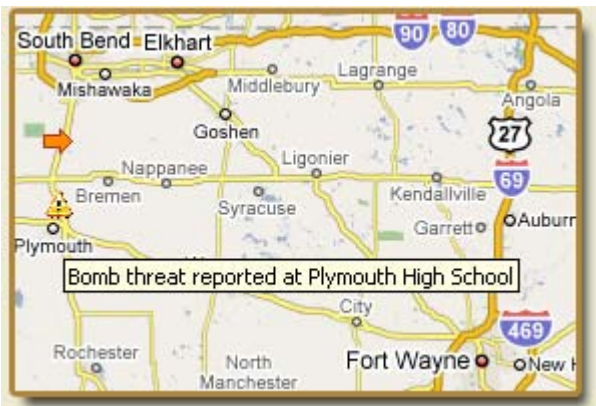 90 80
South Bend Elkhart
Mishawaka Middlebury Lagrange
Angola
Goshen
27
Nappanee Ligonier
69
Bremen Syracuse Kendallville
Garrett Auburn
Plymouth
Bomb threat reported at Plymouth High School
City
469
Rochester North
Manchester
Fort Wayne New H